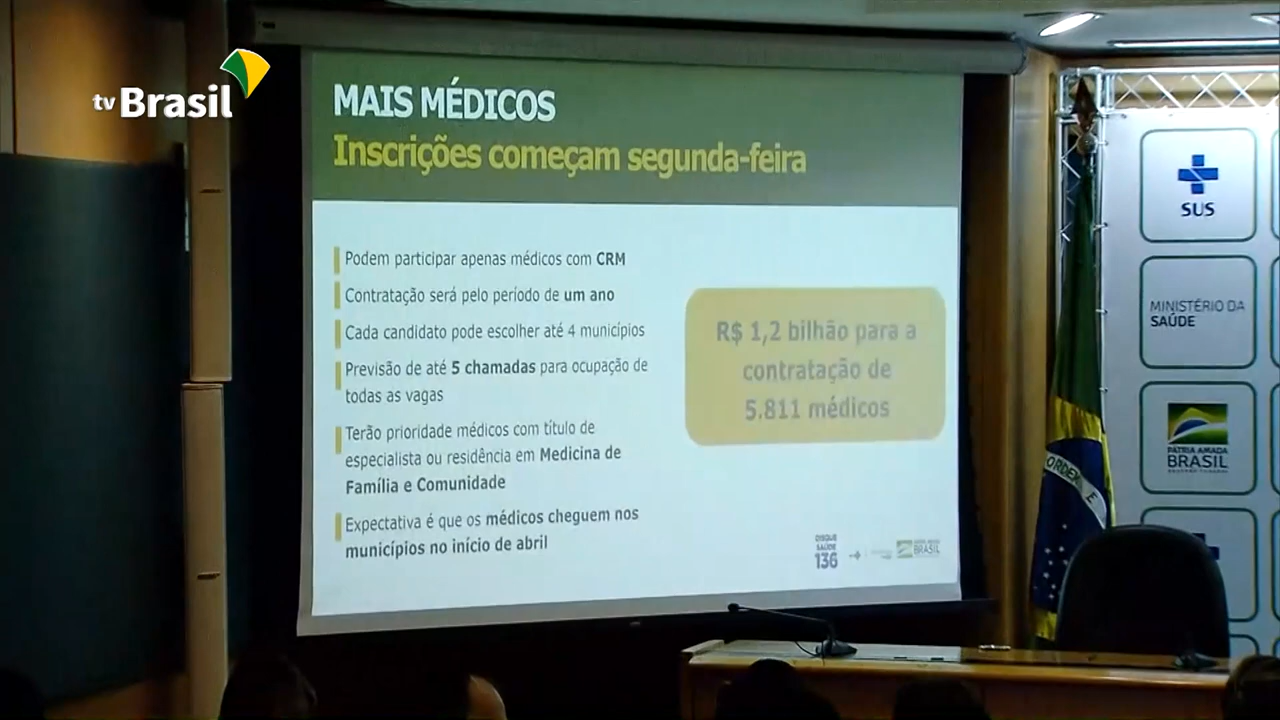 tv Brasil
MAIS MÉDICOS
Inscrições começam segunda-feira
Podem participar apenas médicos com CRM
Contratação será pelo período de um ano
Cada candidato pode escolher até 4 municípios
Previsão de até 5 chamadas para ocupação de
todas as vagas
Terão prioridade médicos com título de
especialista ou residência em Medicina de
Família e Comunidade
Expectativa é que os médicos cheguem nos
municípios no início de abril
R$ 1,2 bilhão para a
contratação de
5.811 médicos
DISQUE
SAÚDE
136
BRASIL
SUS
MINISTÉRIO DA
SAÚDE
PÁTRIA AMADA
BRASIL
ORDEM E